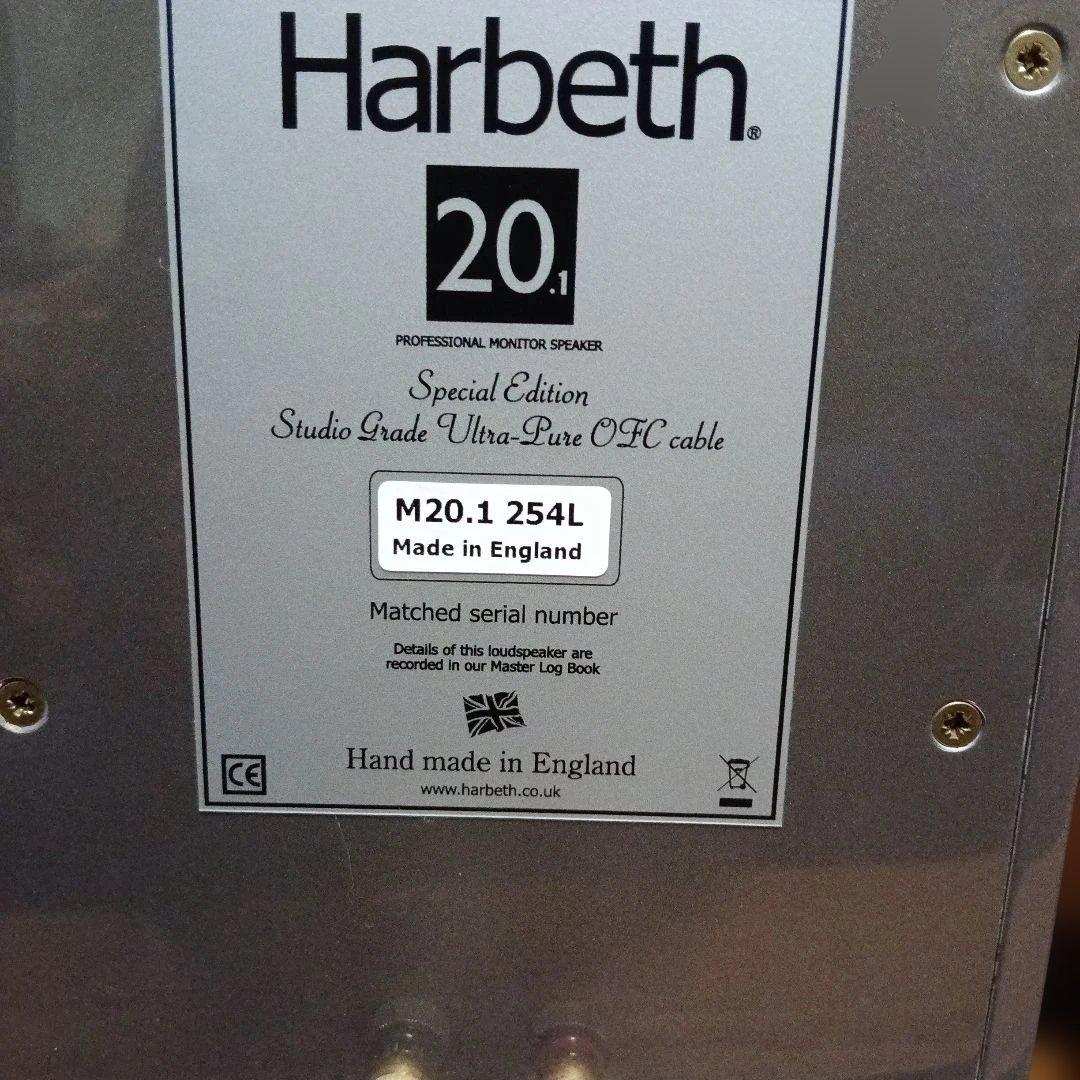 Harbeth®
20.1
PROFESSIONAL MONITOR SPEAKER
Special Edition
Studio Grade Ultra-Pure OFC cable
M20.1 254L
Made in England
Matched serial number
Details of this loudspeaker are
recorded in our Master Log Book
Hand made in England
www.harbeth.co.uk
CE